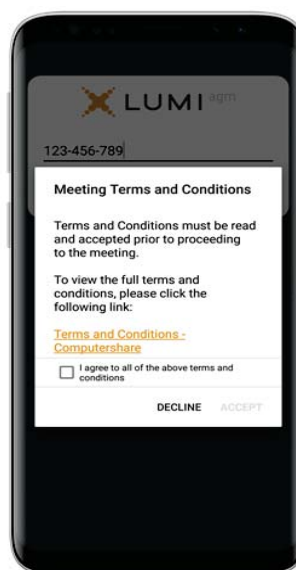 LUMI agm
123-456-789
Meeting Terms and Conditions
Terms and Conditions must be read
and accepted prior to proceeding
to the meeting.
To view the full terms and
conditions, please click the
following link:
Terms and Conditions -
Computershare
I agree to all of the above terms and
conditions
DECLINE ACCEPT